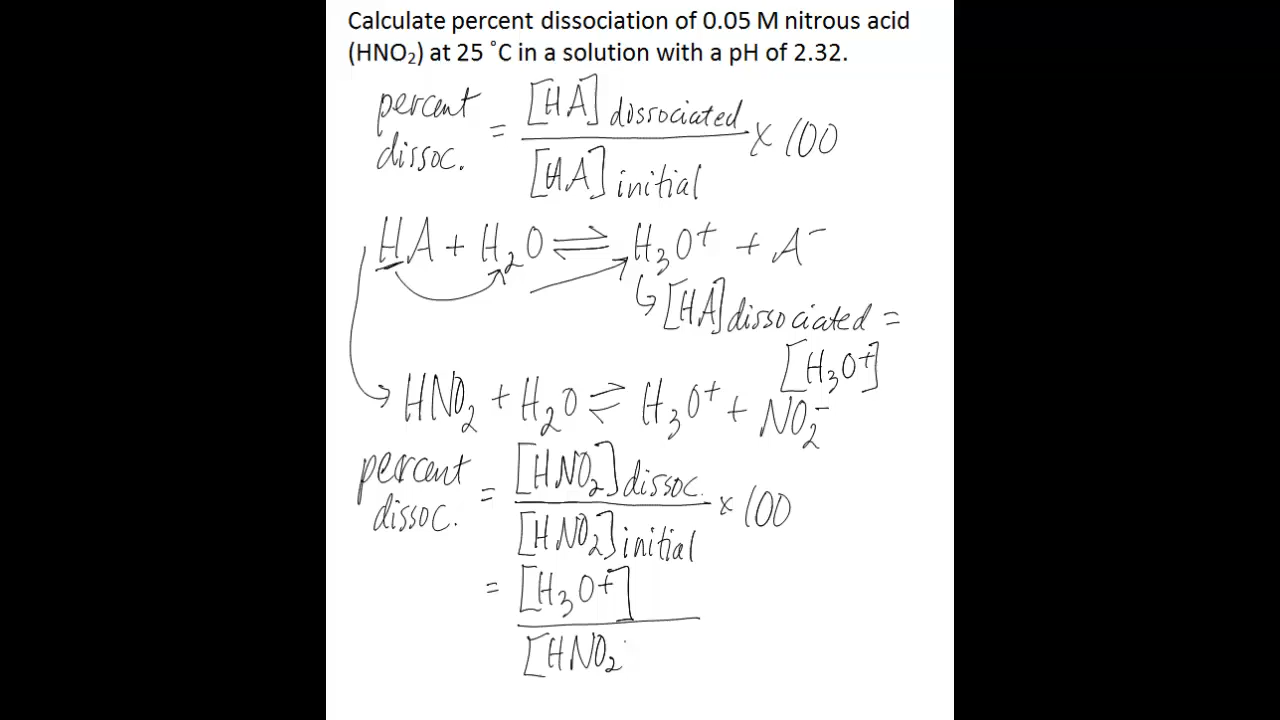 Calculate percent dissociation of 0.05 M nitrous acid
(HNO₂) at 25 ˚C in a solution with a pH of 2.32.
percent dissoc. = [HA] dossociated / [HA] initial × 100
HA + H₂O ⇌ H₃O⁺ + A⁻
↳ [HA] dissociated =
[H₃O⁺]
HNO₂ + H₂O ⇌ H₃O⁺ + NO₂⁻
percent dissoc. = [HNO₂] dissoc. / [HNO₂] initial × 100
= [H₃O⁺] / [HNO₂